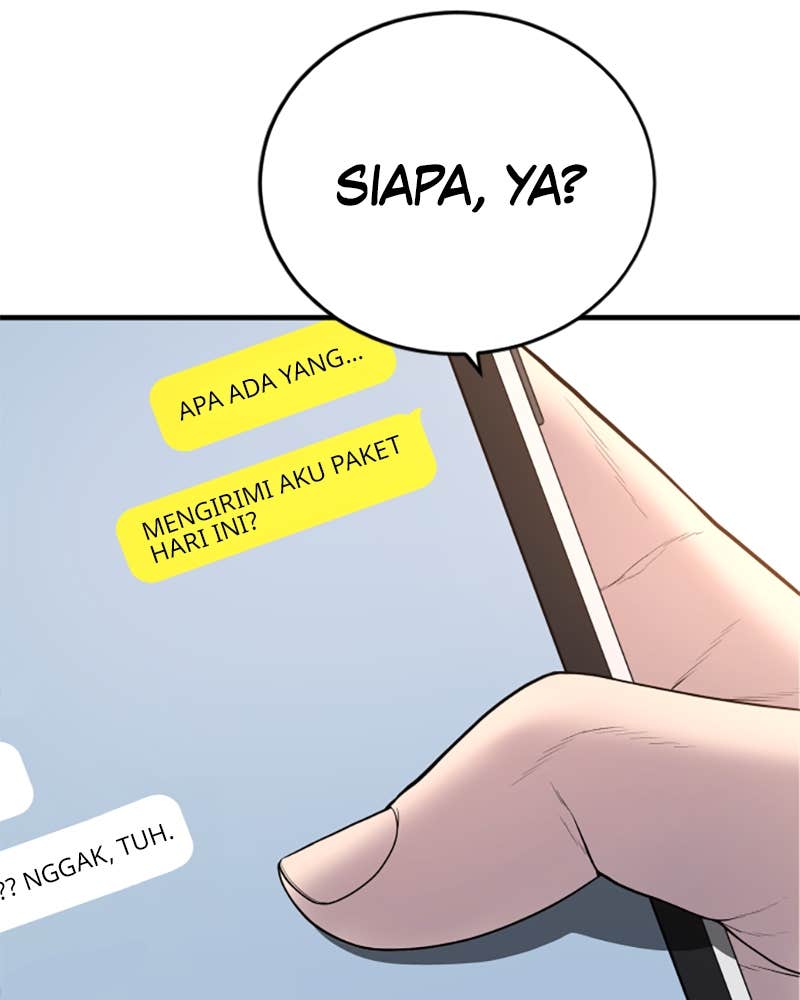 SIAPA, YA?
APA ADA YANG...
MENGIRIMI AKU PAKET
HARI INI?
?? NGGAK, TUH.